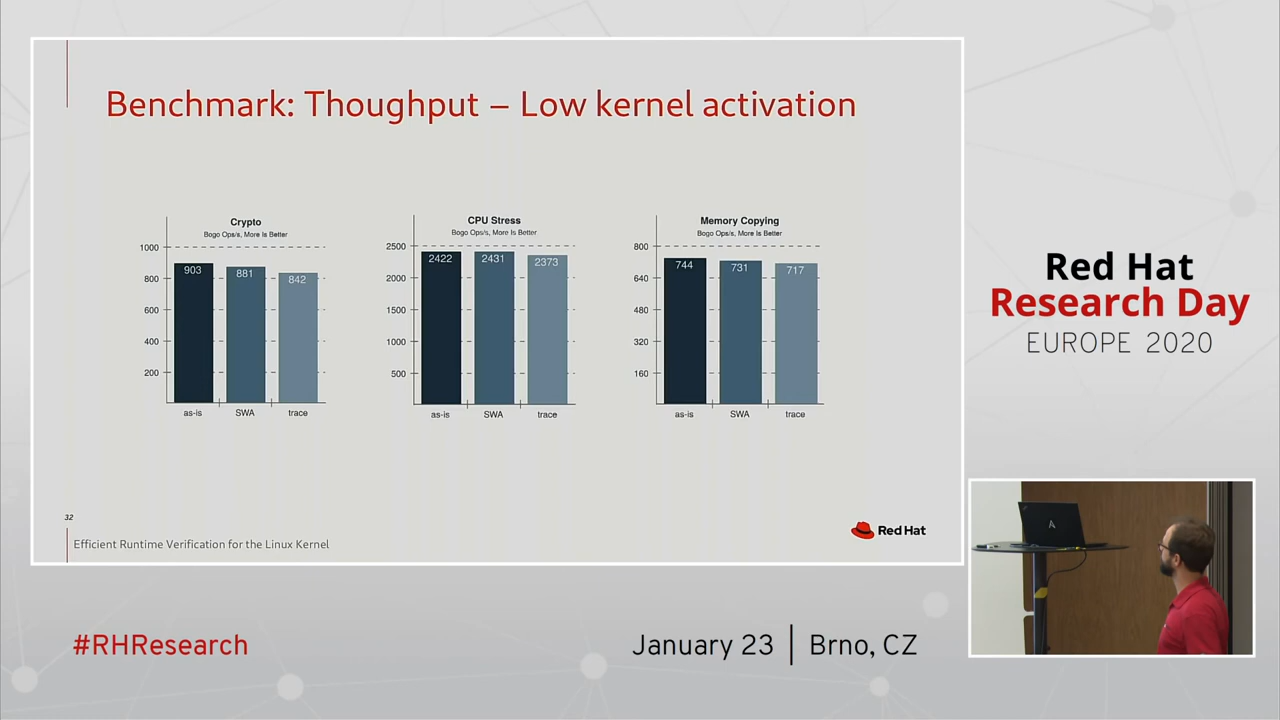 Benchmark: Thoughput – Low kernel activation
Crypto
Bogo Ops/s, More Is Better
1000
800
600
400
200
903
881
842
as-is
SWA
trace
CPU Stress
Bogo Ops/s, More Is Better
2500
2000
1500
1000
500
2422
2431
2373
as-is
SWA
trace
Memory Copying
Bogo Ops/s, More Is Better
800
640
480
320
160
744
731
717
as-is
SWA
trace
32
Efficient Runtime Verification for the Linux Kernel
Red Hat
Red Hat
Research Day
EUROPE 2020
#RHResearch
January 23 | Brno, CZ